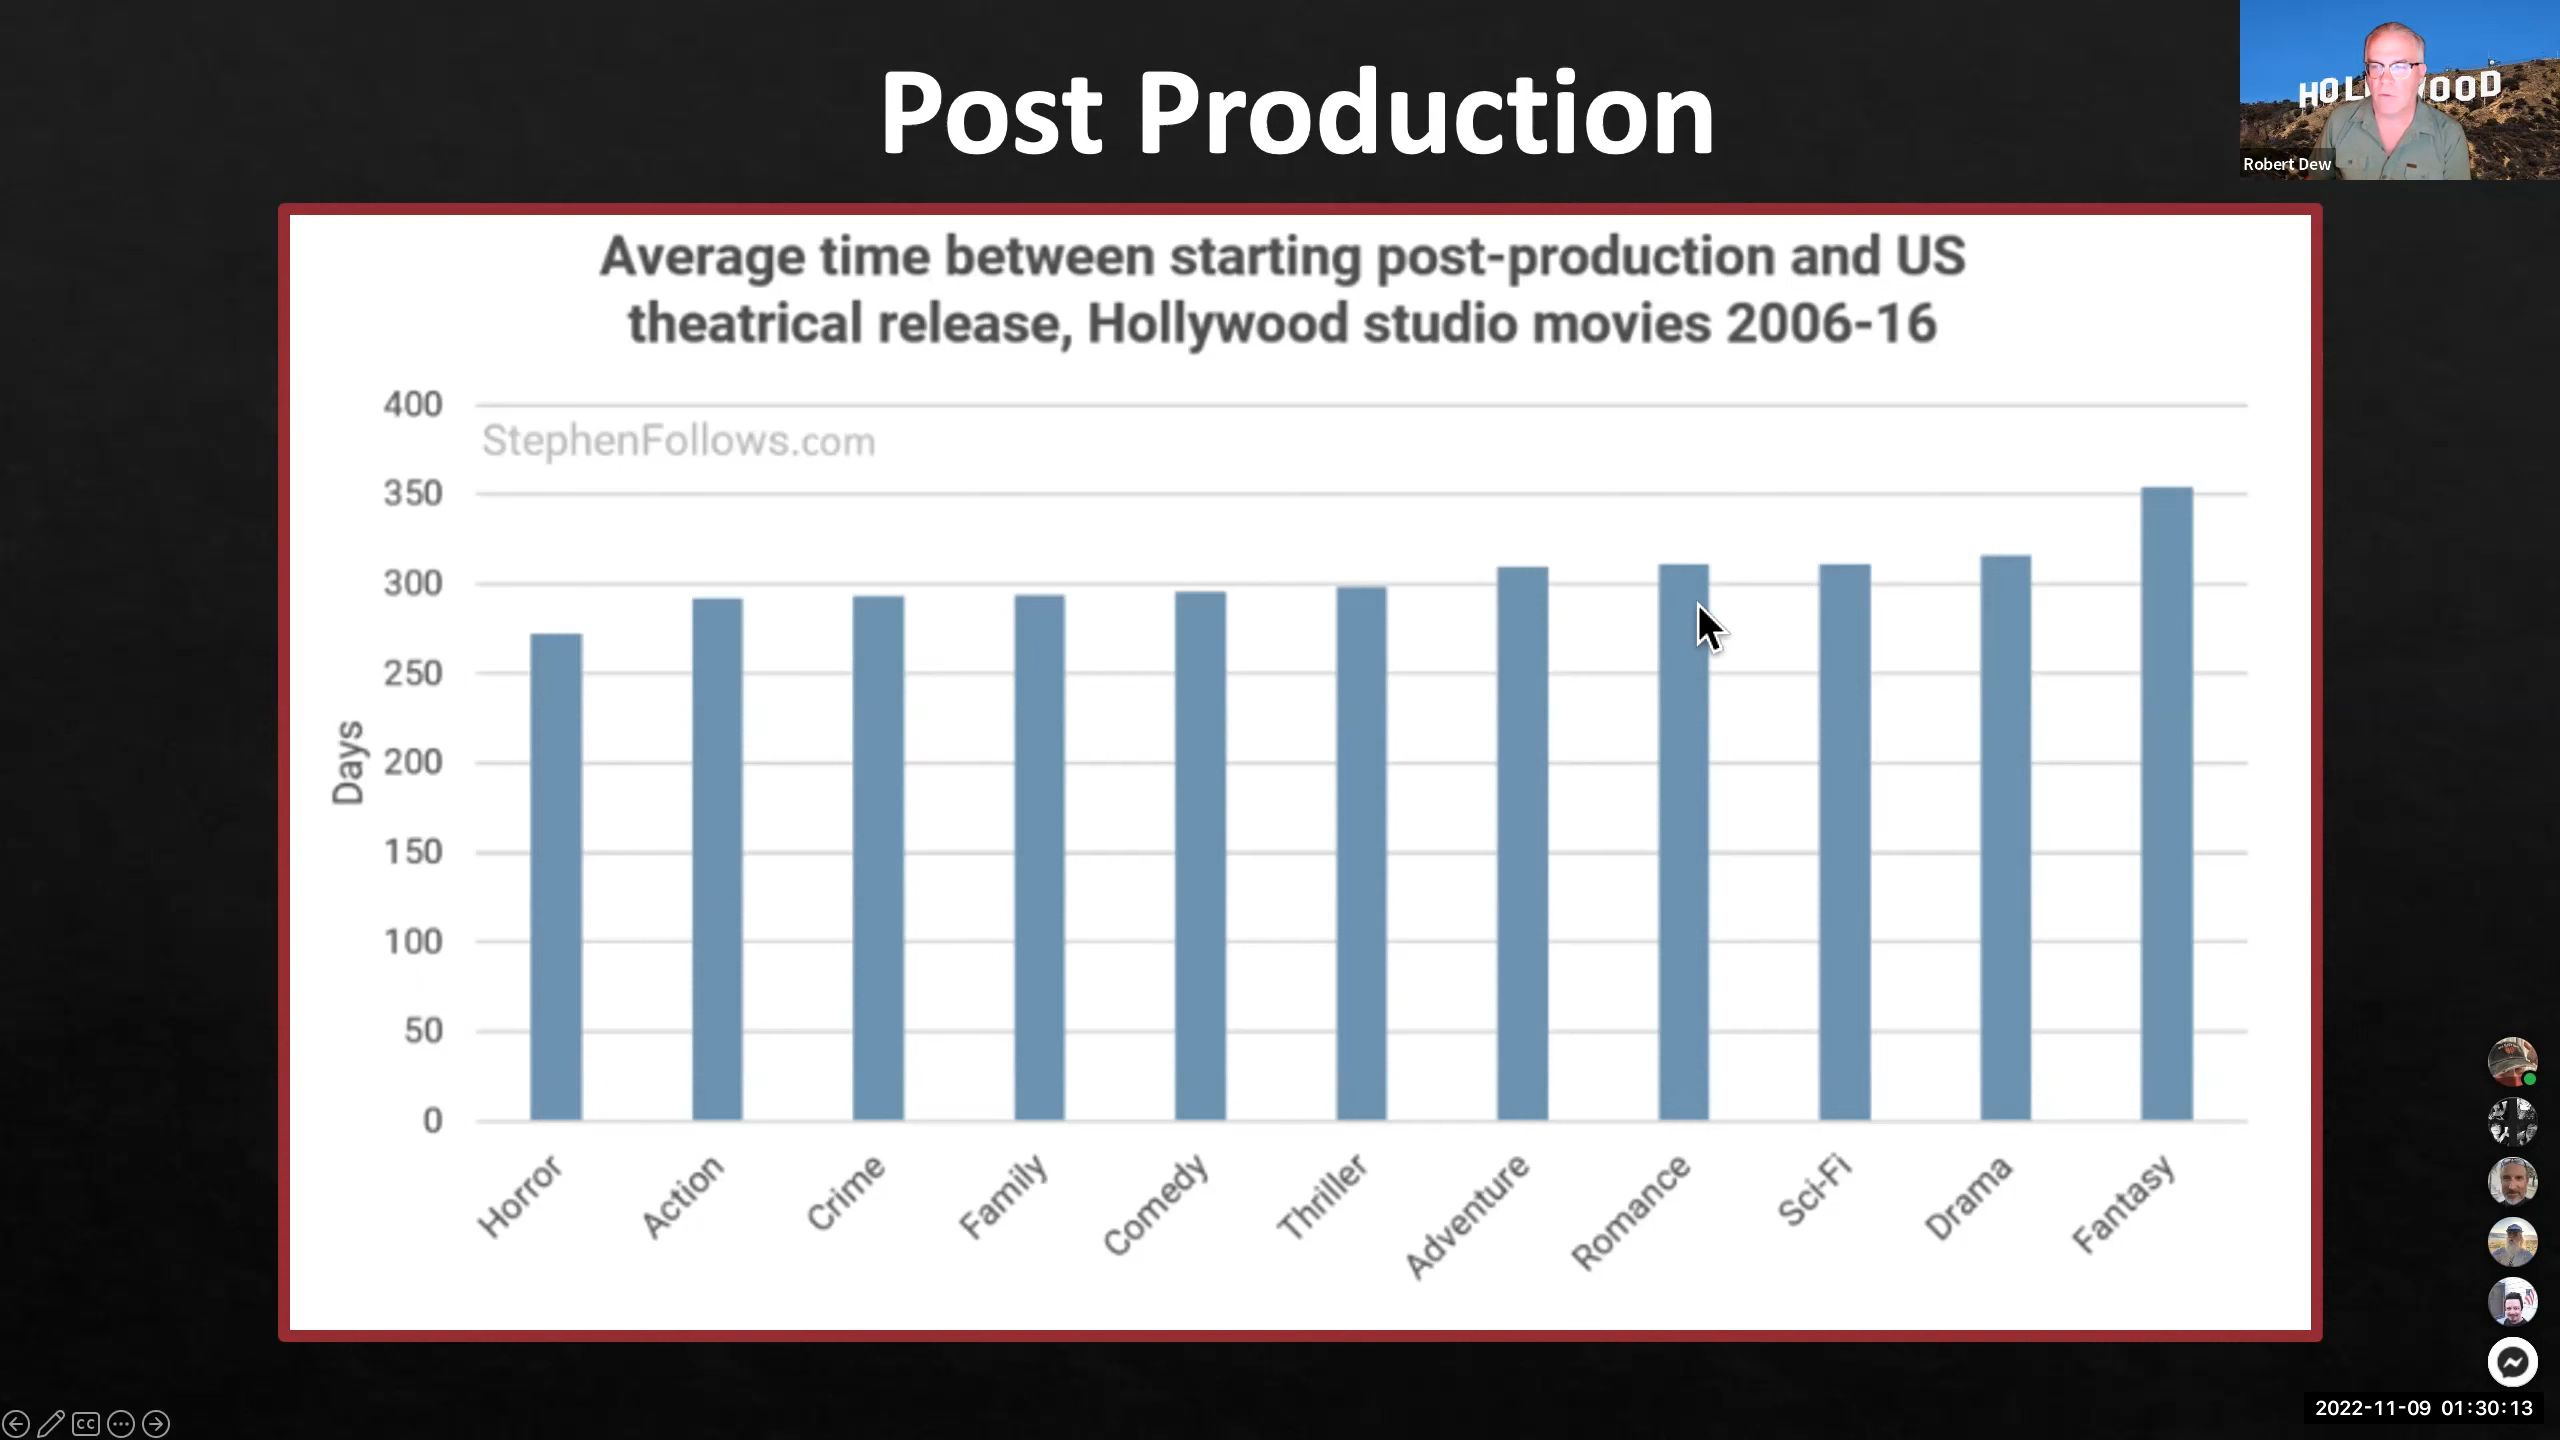 Post Production
HOLWOOD
Robert Dew
Average time between starting post-production and US
theatrical release, Hollywood studio movies 2006-16
400
StephenFollows.com
350
300
250
200
150
100
50
0
Days
Horror
Action
Crime
Family
Comedy
Thriller
Adventure
Romance
Sci-Fi
Drama
Fantasy
CC
2022-11-09 01:30:13